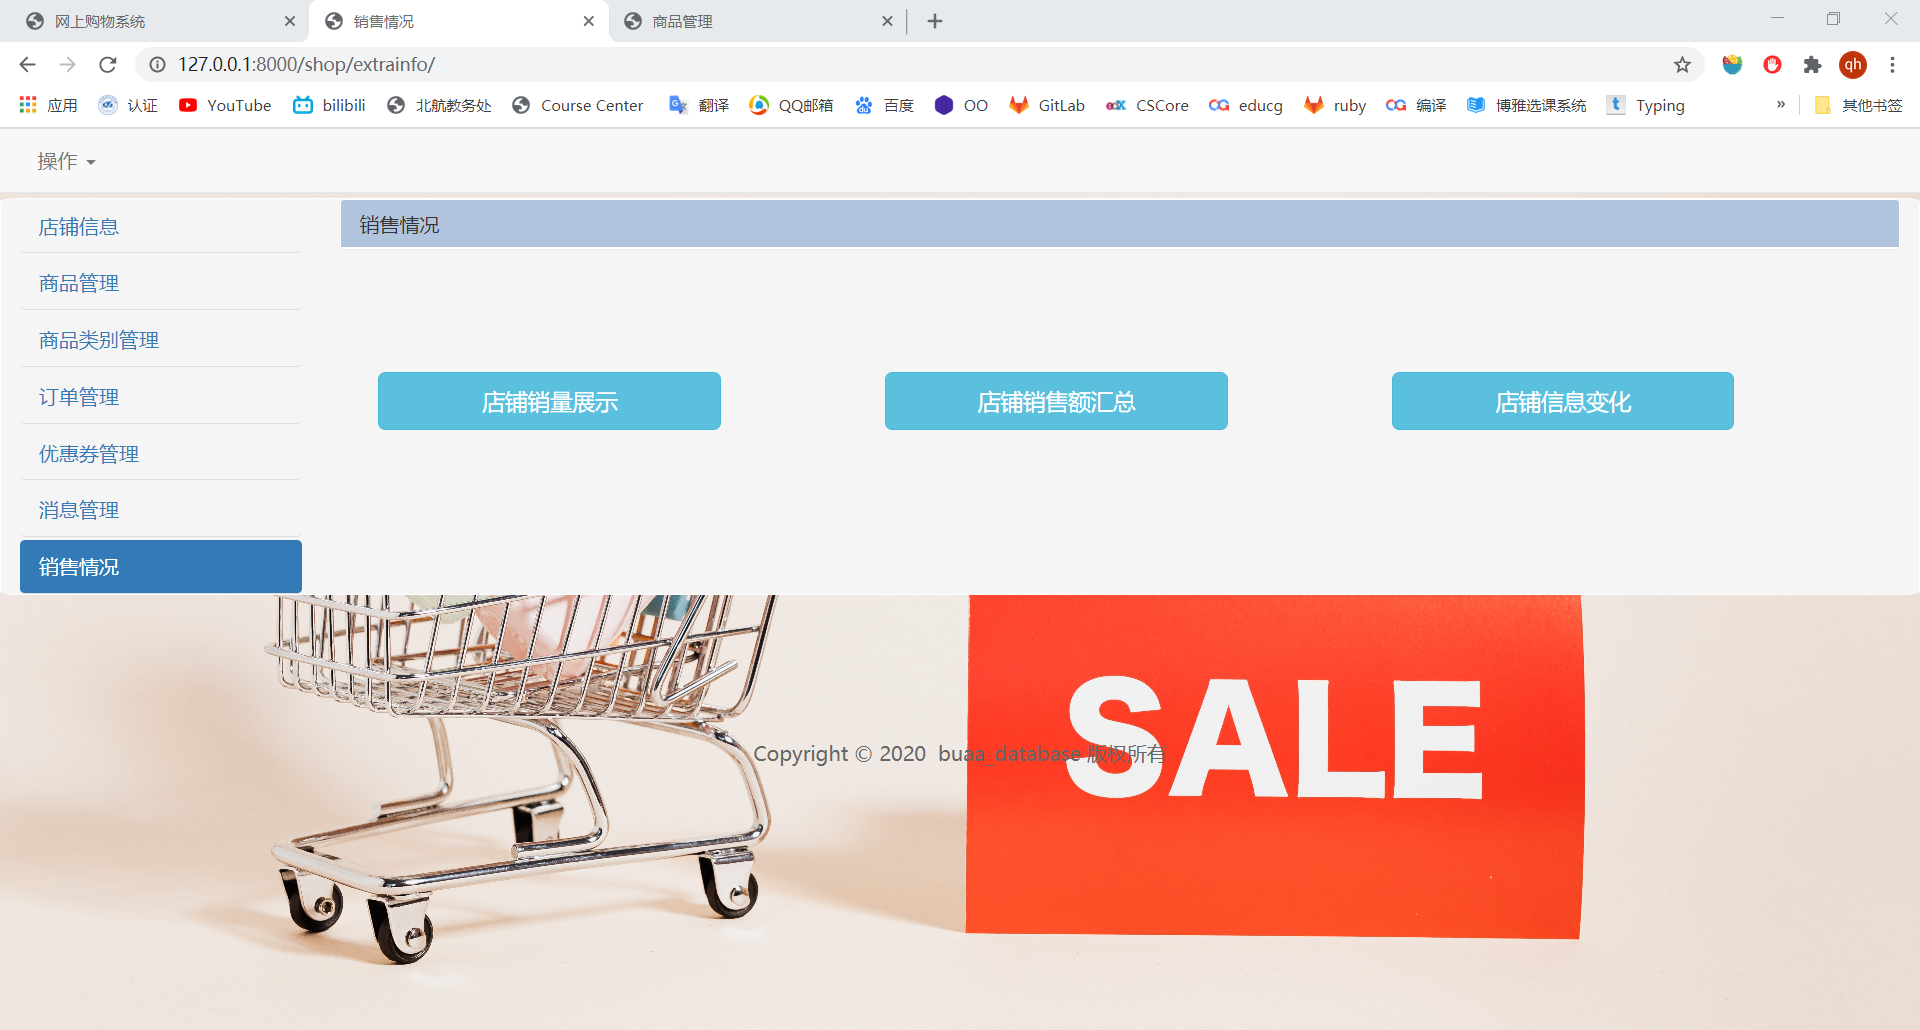 网上购物系统
销售情况
商品管理
127.0.0.1:8000/shop/extrainfo/
qh
应用
认证
YouTube
bilibili
北航教务处
Course Center
翻译
QQ邮箱
百度
OO
GitLab
CSCore
educg
ruby
编译
博雅选课系统
Typing
»
其他书签
操作
店铺信息
商品管理
商品类别管理
订单管理
优惠券管理
消息管理
销售情况
销售情况
店铺销量展示
店铺销售额汇总
店铺信息变化
SALE
Copyright © 2020 buaa_database 版权所有